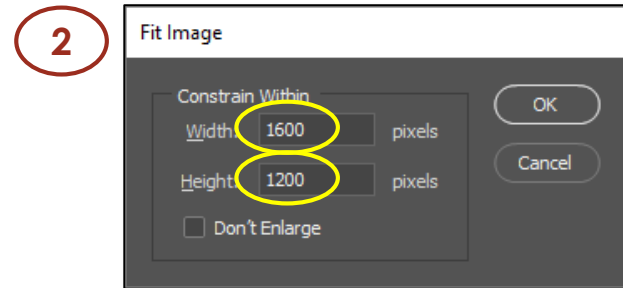 2
Fit Image
Constrain Within
Width: 1600 pixels
Height: 1200 pixels
Don't Enlarge
OK
Cancel